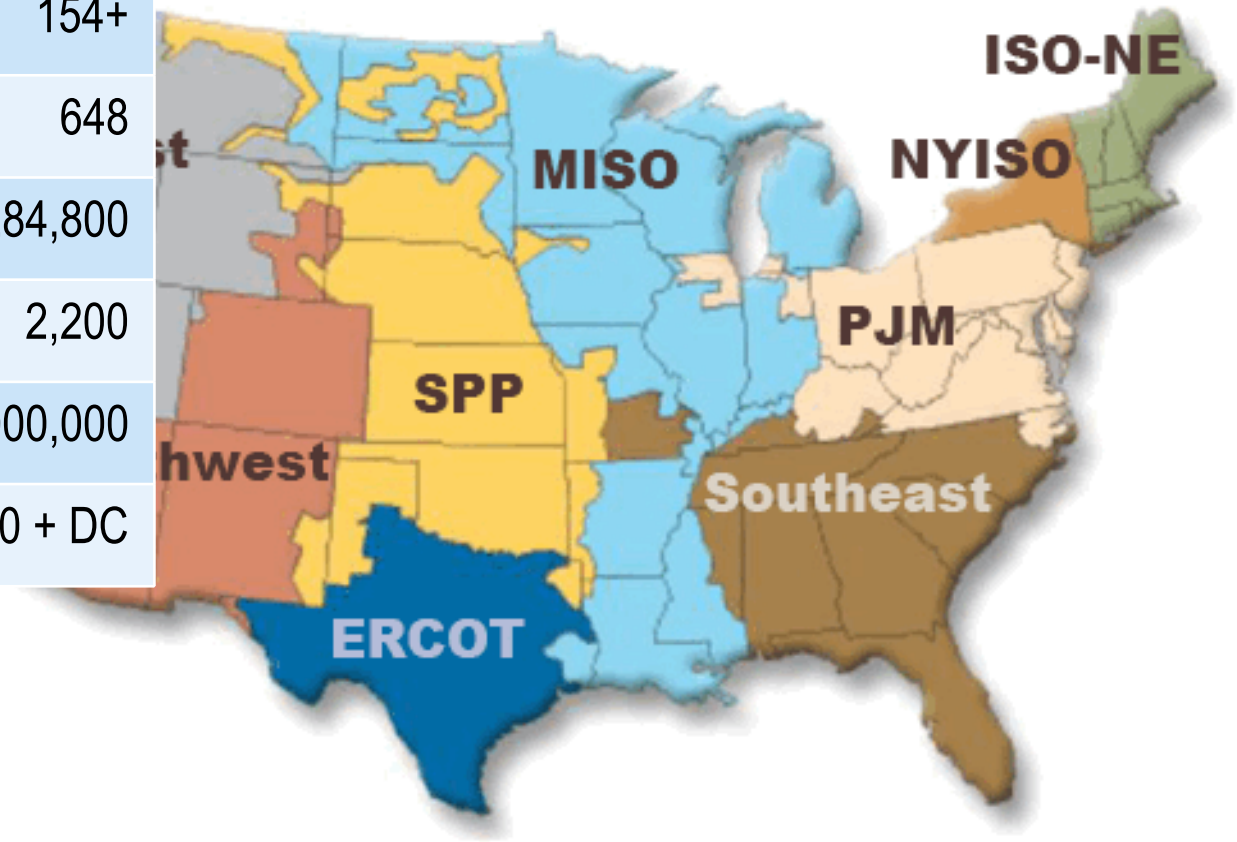 154+
648
84,800
2,200
00,000
0 + DC
st
hwest
MISO
SPP
ERCOT
ISO-NE
NYISO
PJM
Southeast